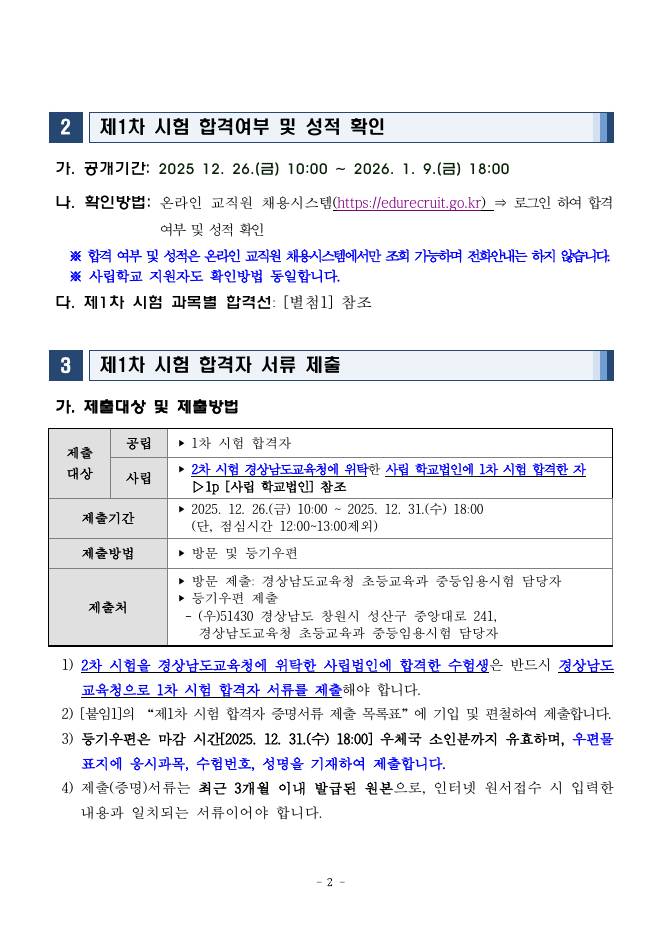 2 제1차 시험 합격여부 및 성적 확인
가. 공개기간: 2025 12. 26.(금) 10:00 ~ 2026. 1. 9.(금) 18:00
나. 확인방법: 온라인 교직원 채용시스템(https://edurecruit.go.kr) ⇒ 로그인 하여 합격
여부 및 성적 확인
※ 합격 여부 및 성적은 온라인 교직원 채용시스템에서만 조회 가능하며 전화안내는 하지 않습니다.
※ 사립학교 지원자도 확인방법 동일합니다.
다. 제1차 시험 과목별 합격선: [별첨1] 참조
3 제1차 시험 합격자 서류 제출
가. 제출대상 및 제출방법
제출
대상
공립
▸ 1차 시험 합격자
사립
▸ 2차 시험 경상남도교육청에 위탁한 사립 학교법인에 1차 시험 합격한 자
▷1p [사립 학교법인] 참조
제출기간
▸ 2025. 12. 26.(금) 10:00 ~ 2025. 12. 31.(수) 18:00
(단, 점심시간 12:00~13:00제외)
제출방법
▸ 방문 및 등기우편
제출처
▸ 방문 제출: 경상남도교육청 초등교육과 중등임용시험 담당자
▸ 등기우편 제출
- (우)51430 경상남도 창원시 성산구 중앙대로 241,
경상남도교육청 초등교육과 중등임용시험 담당자
1) 2차 시험을 경상남도교육청에 위탁한 사립법인에 합격한 수험생은 반드시 경상남도
교육청으로 1차 시험 합격자 서류를 제출해야 합니다.
2) [붙임1]의 “제1차 시험 합격자 증명서류 제출 목록표”에 기입 및 편철하여 제출합니다.
3) 등기우편은 마감 시간[2025. 12. 31.(수) 18:00] 우체국 소인분까지 유효하며, 우편물
표지에 응시과목, 수험번호, 성명을 기재하여 제출합니다.
4) 제출(증명)서류는 최근 3개월 이내 발급된 원본으로, 인터넷 원서접수 시 입력한
내용과 일치되는 서류이어야 합니다.
- 2 -